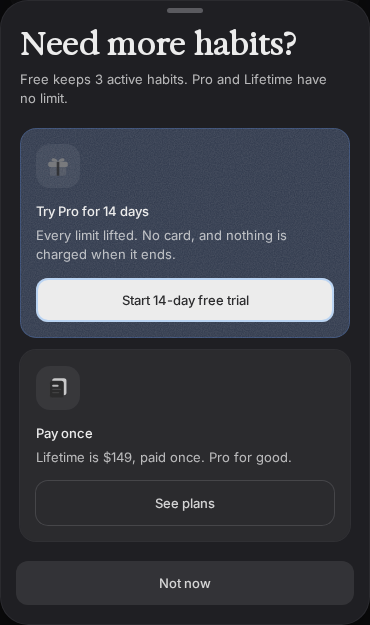 Need more habits?
Free keeps 3 active habits. Pro and Lifetime have
no limit.
Try Pro for 14 days
Every limit lifted. No card, and nothing is
charged when it ends.
Start 14-day free trial
Pay once
Lifetime is $149, paid once. Pro for good.
See plans
Not now